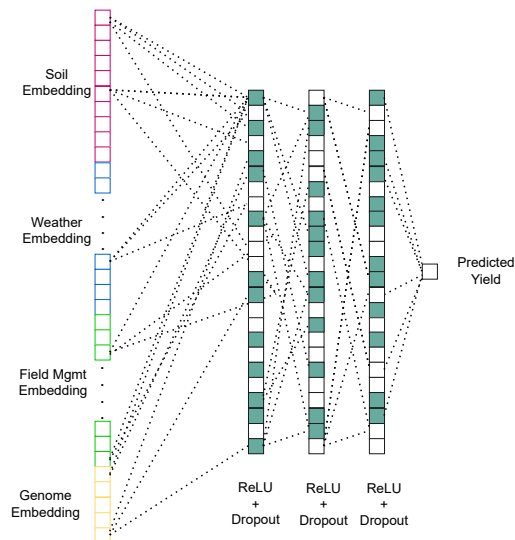 Soil
Embedding
Weather
Embedding
Field Mgmt
Embedding
Genome
Embedding
Predicted
Yield
ReLU
+
Dropout
ReLU
+
Dropout
ReLU
+
Dropout